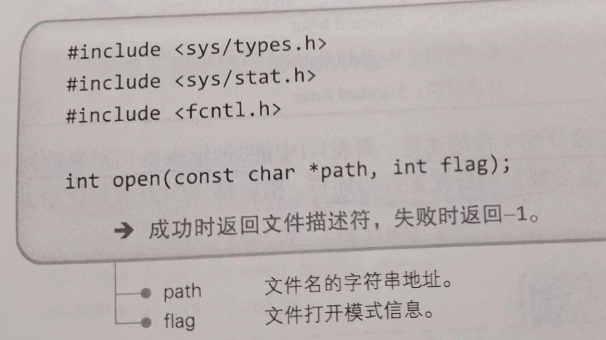 #include <sys/types.h>
#include <sys/stat.h>
#include <fcntl.h>
int open(const char *path, int flag);
➔ 成功时返回文件描述符，失败时返回–1。
path 文件名的字符串地址。
flag 文件打开模式信息。